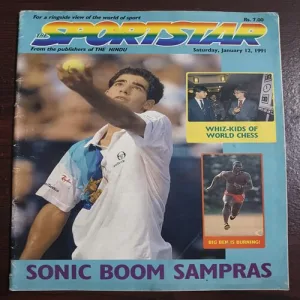 For a ringside view of the world of sport
Rs. 7.00
SPORTSTAR
From the publishers of THE HINDU
Saturday, January 12, 1991
WHIZ-KIDS OF
WORLD CHESS
BIG BEN IS BURNING!
SONIC BOOM SAMPRAS